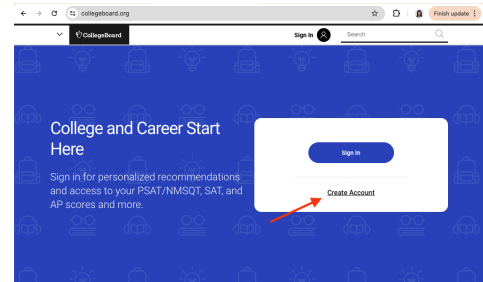 collegeboard.org
Finish update
CollegeBoard
Sign In
Search
College and Career Start
Here
Sign in for personalized recommendations
and access to your PSAT/NMSQT, SAT, and
AP scores and more.
Sign In
Create Account